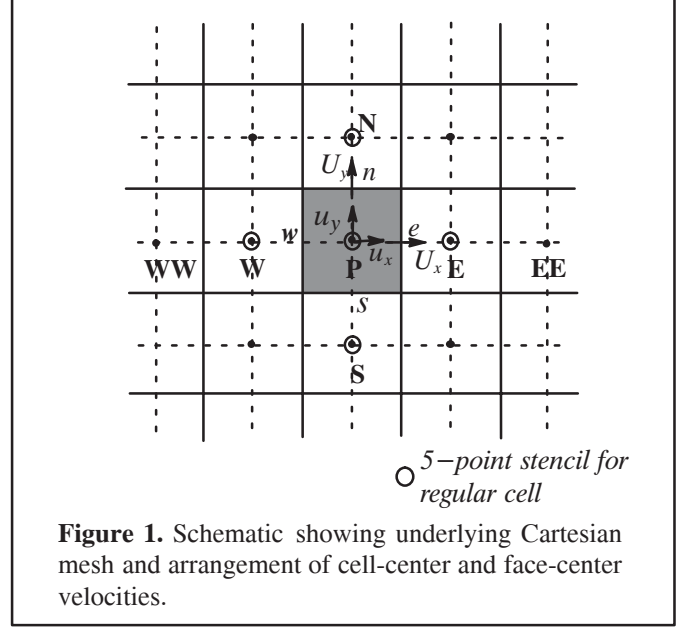 N
U_y n
u_y w e
WW W P u_x U_x E EE
s
S
5−point stencil for
regular cell
Figure 1. Schematic showing underlying Cartesian
mesh and arrangement of cell-center and face-center
velocities.